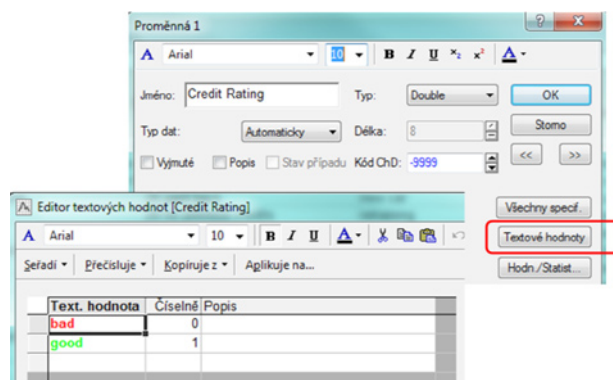 Proměnná 1
A Arial 10 B I U x₂ x² A
Jméno: Credit Rating Typ: Double OK
Typ dat: Automaticky Délka: 8 Storno
Vyjmuté Popis Stav případu Kód ChD: -9999 << >>
Všechny specif.
Textové hodnoty
Hodn./Statist...
Editor textových hodnot [Credit Rating]
A Arial 10 B I U A
Seřadí Přečísluje Kopíruje z Aplikuje na...
Text. hodnota Číselně Popis
bad 0
good 1